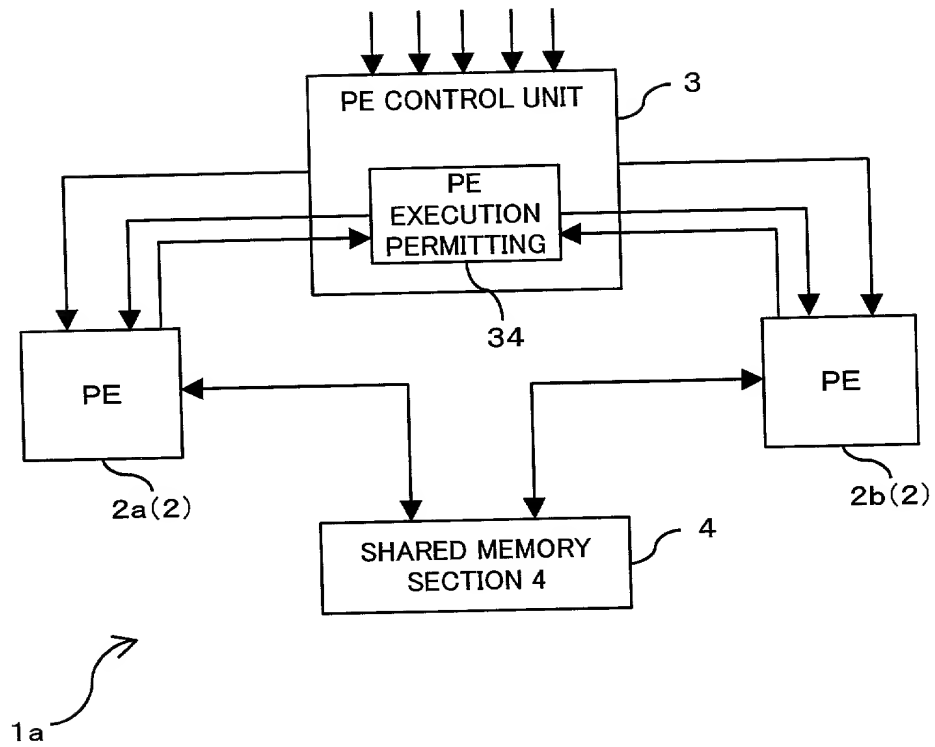 PE CONTROL UNIT
3
PE
EXECUTION
PERMITTING
34
PE
PE
2a(2)
2b(2)
SHARED MEMORY
SECTION 4
4
1a